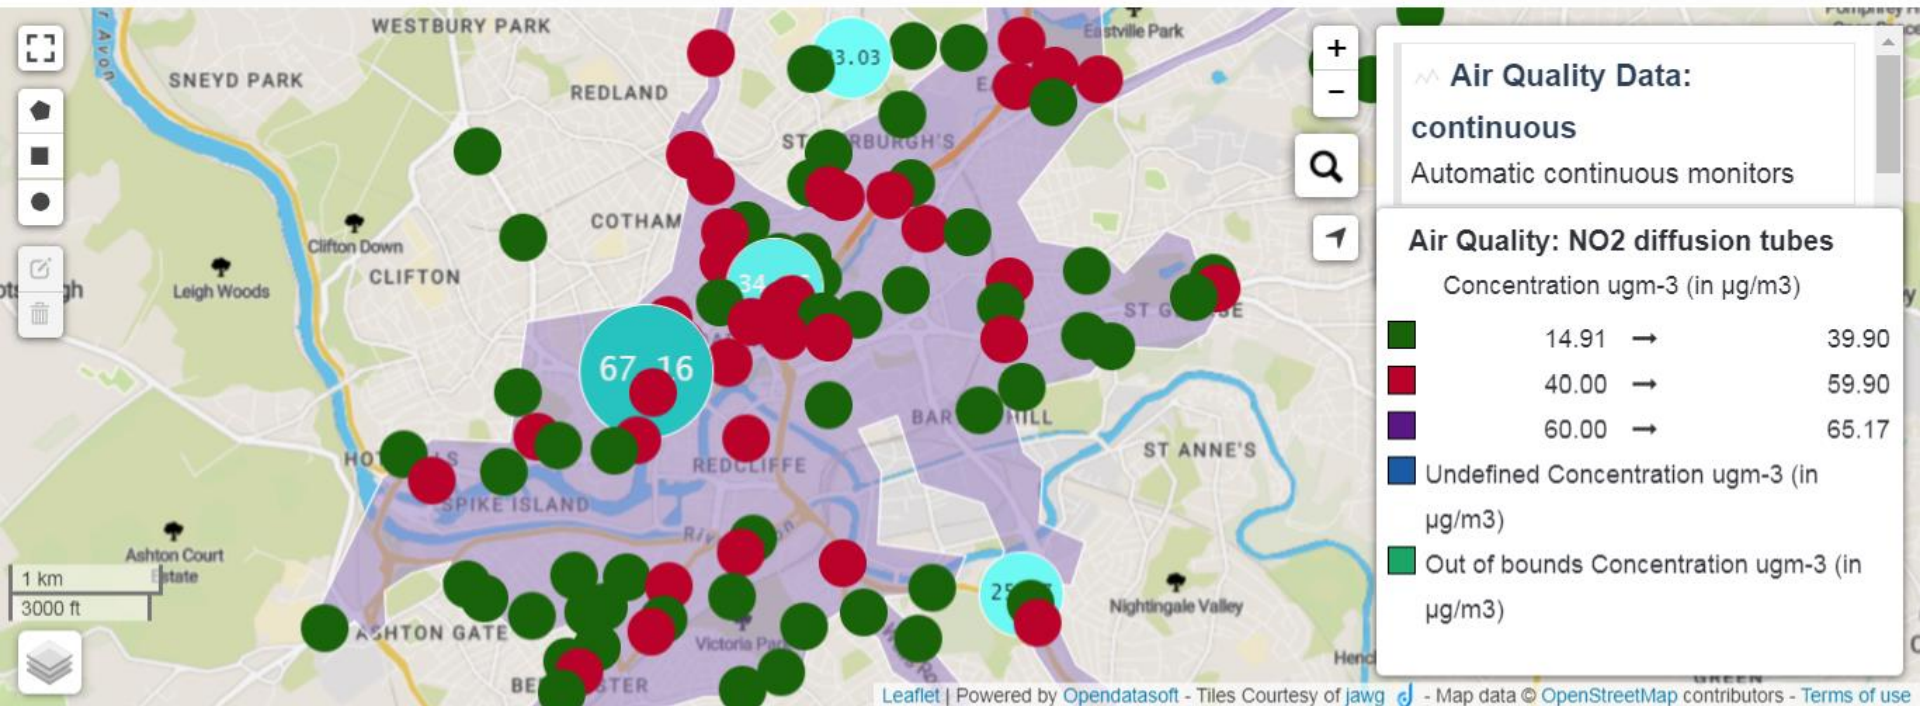 r Avon
WESTBURY PARK
SNEYD PARK
REDLAND
Eastville Park
3.03
COTHAM
Clifton Down
CLIFTON
Leigh Woods
34
67 16
REDCLIFFE
SPIKE ISLAND
ST ANNE'S
Ashton Court
Estate
ASHTON GATE
Victoria Park
25
Nightingale Valley
1 km
3000 ft
+
−
Air Quality Data:
continuous
Automatic continuous monitors
Air Quality: NO2 diffusion tubes
Concentration ugm-3 (in µg/m3)
14.91 → 39.90
40.00 → 59.90
60.00 → 65.17
Undefined Concentration ugm-3 (in
µg/m3)
Out of bounds Concentration ugm-3 (in
µg/m3)
GREEN
Leaflet | Powered by Opendatasoft - Tiles Courtesy of jawg - Map data © OpenStreetMap contributors - Terms of use